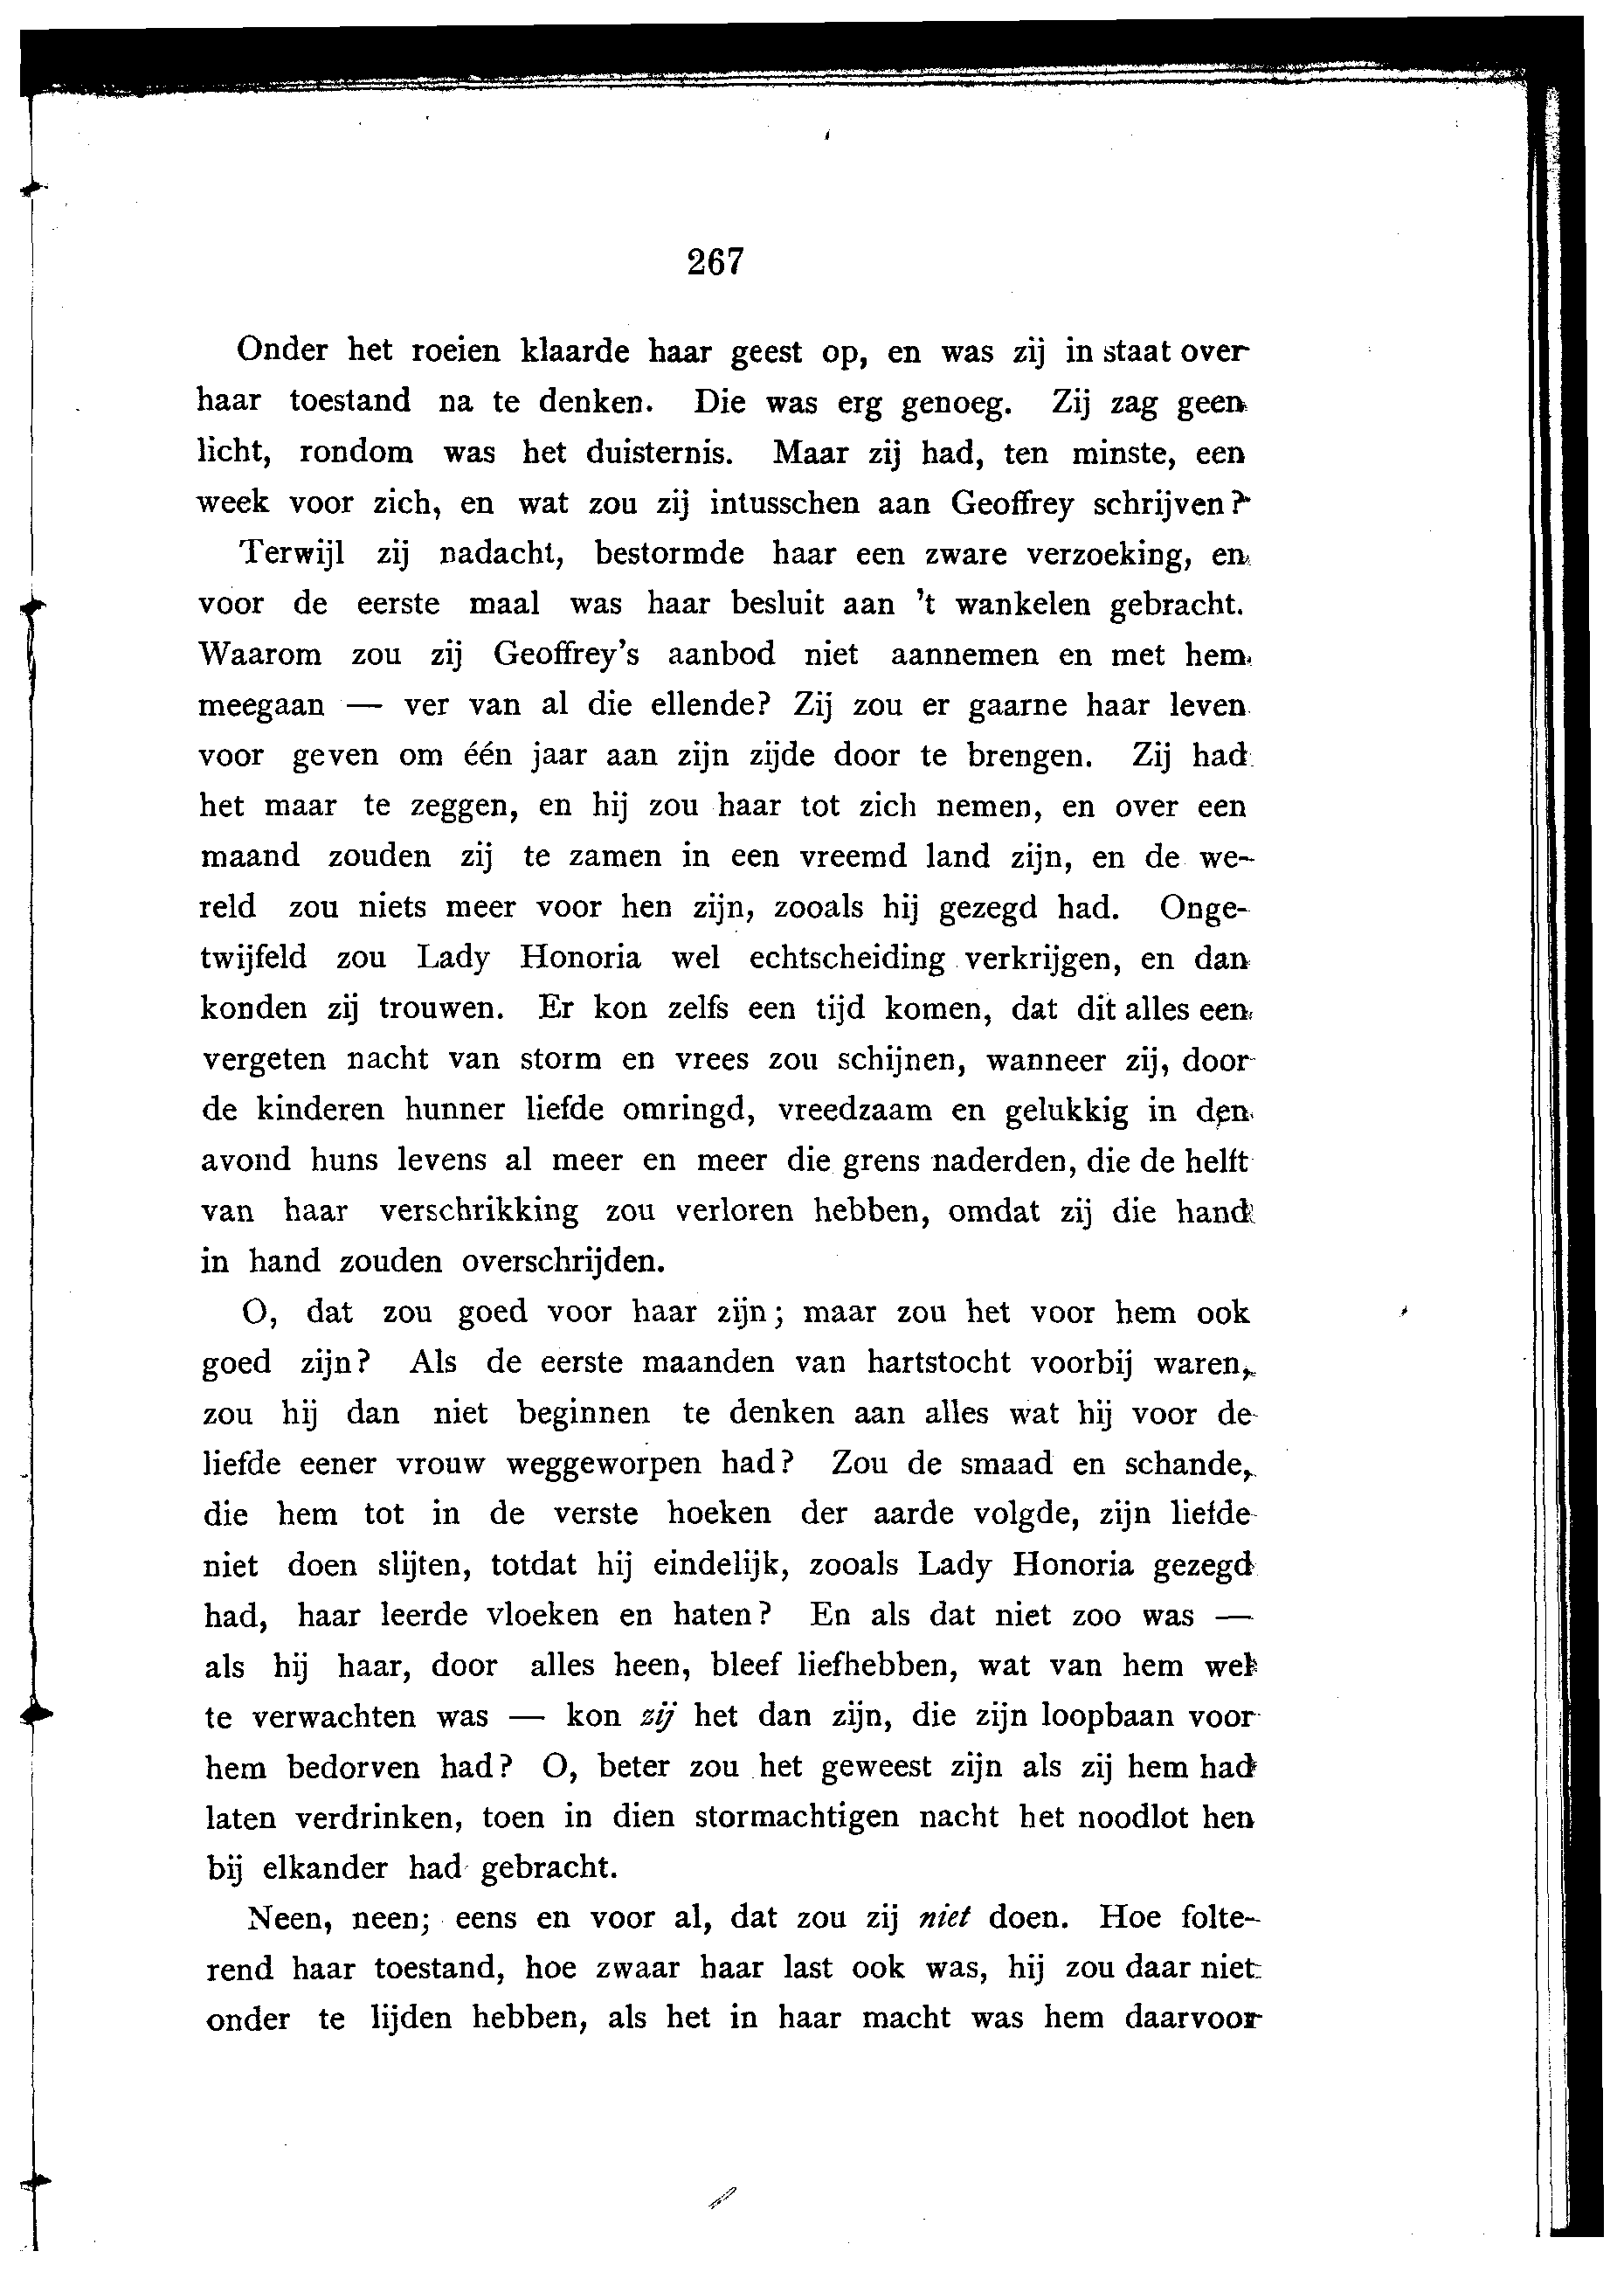 267
Onder het roeien klaarde haar geest op, en was zij in staat over
haar toestand na te denken. Die was erg genoeg. Zij zag geen
licht, rondom was het duisternis. Maar zij had, ten minste, een
week voor zich, en wat zou zij intusschen aan Geoffrey schrijven?
Terwijl zij nadacht, bestormde haar een zware verzoeking, en
voor de eerste maal was haar besluit aan 't wankelen gebracht.
Waarom zou zij Geoffrey's aanbod niet aannemen en met hem
meegaan — ver van al die ellende? Zij zou er gaarne haar leven
voor geven om één jaar aan zijn zijde door te brengen. Zij had
het maar te zeggen, en hij zou haar tot zich nemen, en over een
maand zouden zij te zamen in een vreemd land zijn, en de we-
reld zou niets meer voor hen zijn, zooals hij gezegd had. Onge-
twijfeld zou Lady Honoria wel echtscheiding verkrijgen, en dan
konden zij trouwen. Er kon zelfs een tijd komen, dat dit alles een
vergeten nacht van storm en vrees zou schijnen, wanneer zij, door
de kinderen hunner liefde omringd, vreedzaam en gelukkig in den
avond huns levens al meer en meer die grens naderden, die de helft
van haar verschrikking zou verloren hebben, omdat zij die hand
in hand zouden overschrijden.
O, dat zou goed voor haar zijn; maar zou het voor hem ook
goed zijn? Als de eerste maanden van hartstocht voorbij waren,
zou hij dan niet beginnen te denken aan alles wat hij voor de
liefde eener vrouw weggeworpen had? Zou de smaad en schande,
die hem tot in de verste hoeken der aarde volgde, zijn liefde
niet doen slijten, totdat hij eindelijk, zooals Lady Honoria gezegd
had, haar leerde vloeken en haten? En als dat niet zoo was —
als hij haar, door alles heen, bleef liefhebben, wat van hem wel
te verwachten was — kon zij het dan zijn, die zijn loopbaan voor
hem bedorven had? O, beter zou het geweest zijn als zij hem had
laten verdrinken, toen in dien stormachtigen nacht het noodlot hen
bij elkander had gebracht.
Neen, neen; eens en voor al, dat zou zij niet doen. Hoe folte-
rend haar toestand, hoe zwaar haar last ook was, hij zou daar niet
onder te lijden hebben, als het in haar macht was hem daarvoor